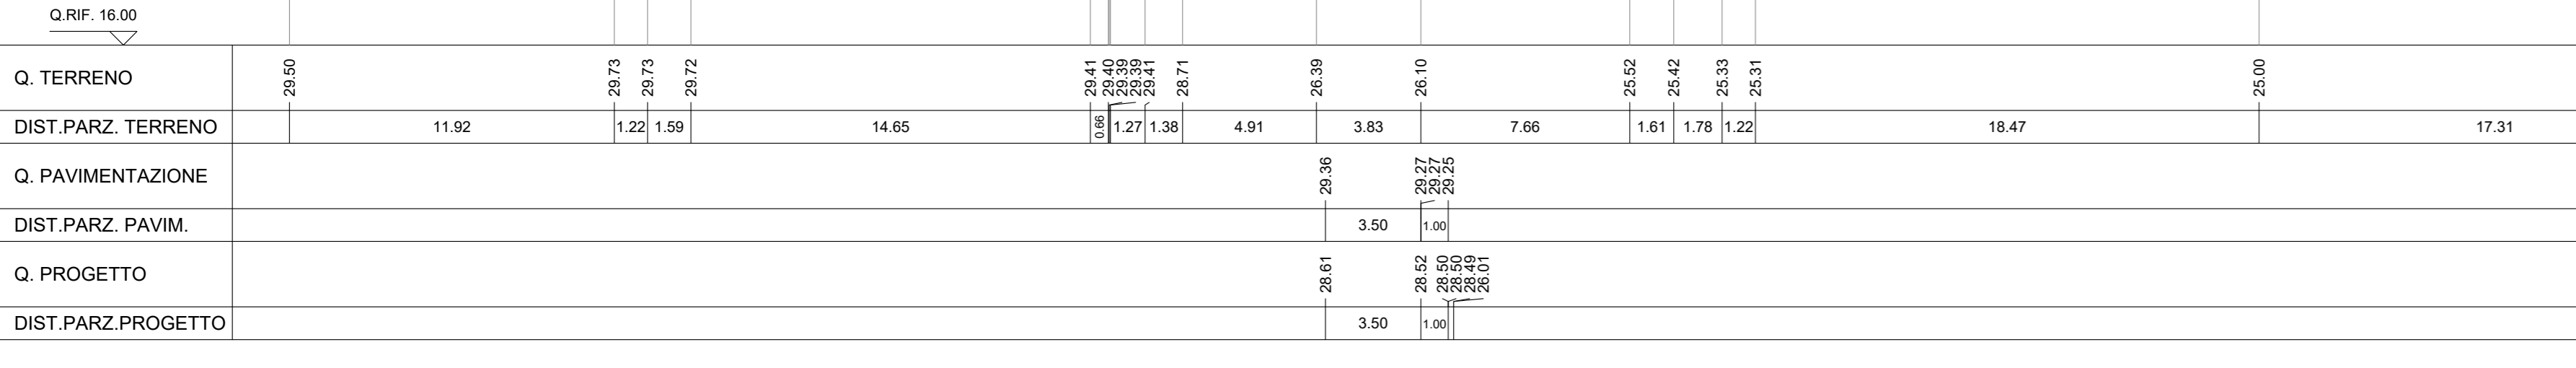 Q.RIF. 16.00
Q. TERRENO 29.50 29.73 29.73 29.72 29.41 29.40 29.39 29.39 29.41 28.71 26.39 26.10 25.52 25.42 25.33 25.31 25.00
DIST.PARZ. TERRENO 11.92 1.22 1.59 14.65 0.66 1.27 1.38 4.91 3.83 7.66 1.61 1.78 1.22 18.47 17.31
Q. PAVIMENTAZIONE 29.36 29.27 29.27 29.25
DIST.PARZ. PAVIM. 3.50 1.00
Q. PROGETTO 28.61 28.52 28.50 28.50 28.49 26.01
DIST.PARZ.PROGETTO 3.50 1.00